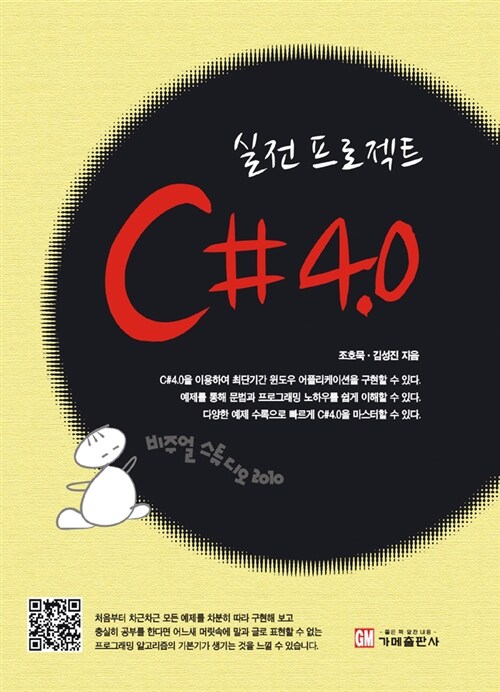 실전 프로젝트
C# 4.0
조호묵 · 김성진 지음
C#4.0을 이용하여 최단기간 윈도우 어플리케이션을 구현할 수 있다.
예제를 통해 문법과 프로그래밍 노하우를 쉽게 이해할 수 있다.
다양한 예제 수록으로 빠르게 C#4.0을 마스터할 수 있다.
비주얼 스튜디오 2010
처음부터 차근차근 모든 예제를 차분히 따라 구현해 보고
충실히 공부를 한다면 어느새 머릿속에 말과 글로 표현할 수 없는
프로그래밍 알고리즘의 기본기가 생기는 것을 느낄 수 있습니다.
GM
가메출판사